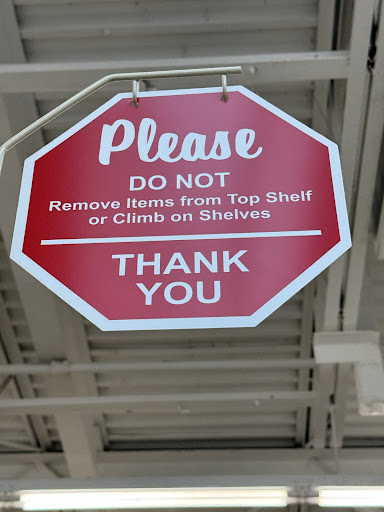 Please
DO NOT
Remove Items from Top Shelf
or Climb on Shelves
THANK
YOU